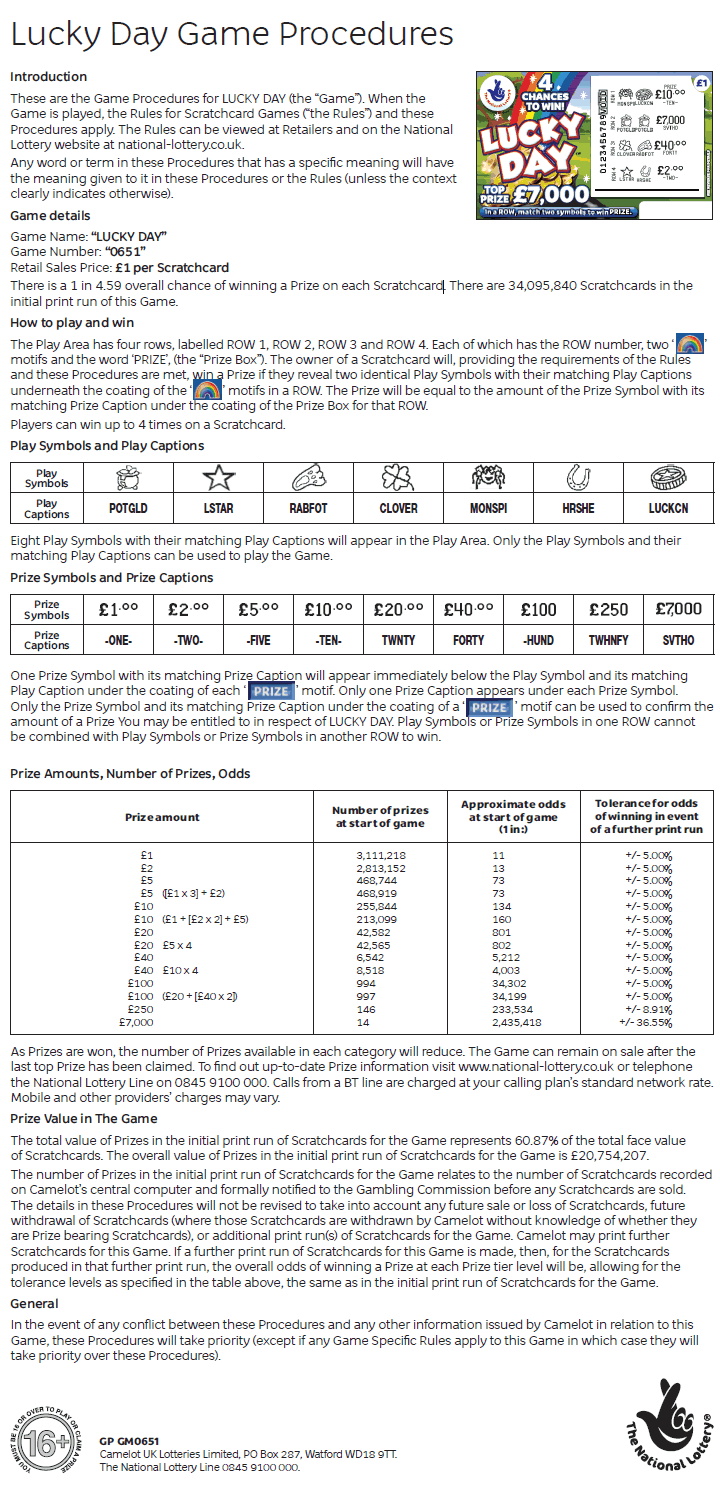 Lucky Day Game Procedures
Introduction
These are the Game Procedures for LUCKY DAY (the “Game”). When the
Game is played, the Rules for Scratchcard Games (“the Rules”) and these
Procedures apply. The Rules can be viewed at Retailers and on the National
Lottery website at national-lottery.co.uk.
Any word or term in these Procedures that has a specific meaning will have
the meaning given to it in these Procedures or the Rules (unless the context
clearly indicates otherwise).
4
CHANCES
TO WIN!
LUCKY
DAY
TOP
PRIZE £7,000
In a ROW, match two symbols to win PRIZE.
£1
0123456789 VOID
PRIZE
ROW 1 £10.00
MONSPI LUCKCN -TEN-
ROW 2 £7,000
POTGLD POTGLD SVTHO
ROW 3 £40.00
CLOVER RABFOT FORTY
ROW 4 £2.00
LSTAR HRSHE -TWO-
Game details
Game Name: “LUCKY DAY”
Game Number: “0651”
Retail Sales Price: £1 per Scratchcard
There is a 1 in 4.59 overall chance of winning a Prize on each Scratchcard. There are 34,095,840 Scratchcards in the
initial print run of this Game.
How to play and win
The Play Area has four rows, labelled ROW 1, ROW 2, ROW 3 and ROW 4. Each of which has the ROW number, two ‘ ’
motifs and the word ‘PRIZE’, (the “Prize Box”). The owner of a Scratchcard will, providing the requirements of the Rules
and these Procedures are met, win a Prize if they reveal two identical Play Symbols with their matching Play Captions
underneath the coating of the ‘ ’ motifs in a ROW. The Prize will be equal to the amount of the Prize Symbol with its
matching Prize Caption under the coating of the Prize Box for that ROW.
Players can win up to 4 times on a Scratchcard.
Play Symbols and Play Captions
Play
Symbols
Play
Captions POTGLD LSTAR RABFOT CLOVER MONSPI HRSHE LUCKCN
Eight Play Symbols with their matching Play Captions will appear in the Play Area. Only the Play Symbols and their
matching Play Captions can be used to play the Game.
Prize Symbols and Prize Captions
Prize
Symbols £1.00 £2.00 £5.00 £10.00 £20.00 £40.00 £100 £250 £7,000
Prize
Captions -ONE- -TWO- -FIVE -TEN- TWNTY FORTY -HUND TWHNFY SVTHO
One Prize Symbol with its matching Prize Caption will appear immediately below the Play Symbol and its matching
Play Caption under the coating of each ‘ PRIZE ’ motif. Only one Prize Caption appears under each Prize Symbol.
Only the Prize Symbol and its matching Prize Caption under the coating of a ‘ PRIZE ’ motif can be used to confirm the
amount of a Prize You may be entitled to in respect of LUCKY DAY. Play Symbols or Prize Symbols in one ROW cannot
be combined with Play Symbols or Prize Symbols in another ROW to win.
Prize Amounts, Number of Prizes, Odds
Prize amount
Number of prizes
at start of game
Approximate odds
at start of game
(1 in:)
Tolerance for odds
of winning in event
of a further print run
£1 3,111,218 11 +/- 5.00%
£2 2,813,152 13 +/- 5.00%
£5 468,744 73 +/- 5.00%
£5 ([£1 x 3] + £2) 468,919 73 +/- 5.00%
£10 255,844 134 +/- 5.00%
£10 (£1 + [£2 x 2] + £5) 213,099 160 +/- 5.00%
£20 42,582 801 +/- 5.00%
£20 £5 x 4 42,565 802 +/- 5.00%
£40 6,542 5,212 +/- 5.00%
£40 £10 x 4 8,518 4,003 +/- 5.00%
£100 994 34,302 +/- 5.00%
£100 (£20 + [£40 x 2]) 997 34,199 +/- 5.00%
£250 146 233,534 +/- 8.91%
£7,000 14 2,435,418 +/- 36.55%
As Prizes are won, the number of Prizes available in each category will reduce. The Game can remain on sale after the
last top Prize has been claimed. To find out up-to-date Prize information visit www.national-lottery.co.uk or telephone
the National Lottery Line on 0845 9100 000. Calls from a BT line are charged at your calling plan’s standard network rate.
Mobile and other providers’ charges may vary.
Prize Value in The Game
The total value of Prizes in the initial print run of Scratchcards for the Game represents 60.87% of the total face value
of Scratchcards. The overall value of Prizes in the initial print run of Scratchcards for the Game is £20,754,207.
The number of Prizes in the initial print run of Scratchcards for the Game relates to the number of Scratchcards recorded
on Camelot’s central computer and formally notified to the Gambling Commission before any Scratchcards are sold.
The details in these Procedures will not be revised to take into account any future sale or loss of Scratchcards, future
withdrawal of Scratchcards (where those Scratchcards are withdrawn by Camelot without knowledge of whether they
are Prize bearing Scratchcards), or additional print run(s) of Scratchcards for the Game. Camelot may print further
Scratchcards for this Game. If a further print run of Scratchcards for this Game is made, then, for the Scratchcards
produced in that further print run, the overall odds of winning a Prize at each Prize tier level will be, allowing for the
tolerance levels as specified in the table above, the same as in the initial print run of Scratchcards for the Game.
General
In the event of any conflict between these Procedures and any other information issued by Camelot in relation to this
Game, these Procedures will take priority (except if any Game Specific Rules apply to this Game in which case they will
take priority over these Procedures).
YOU MUST BE 16 OR OVER TO PLAY OR CLAIM A PRIZE
16+
GP GM0651
Camelot UK Lotteries Limited, PO Box 287, Watford WD18 9TT.
The National Lottery Line 0845 9100 000.
The National Lottery®